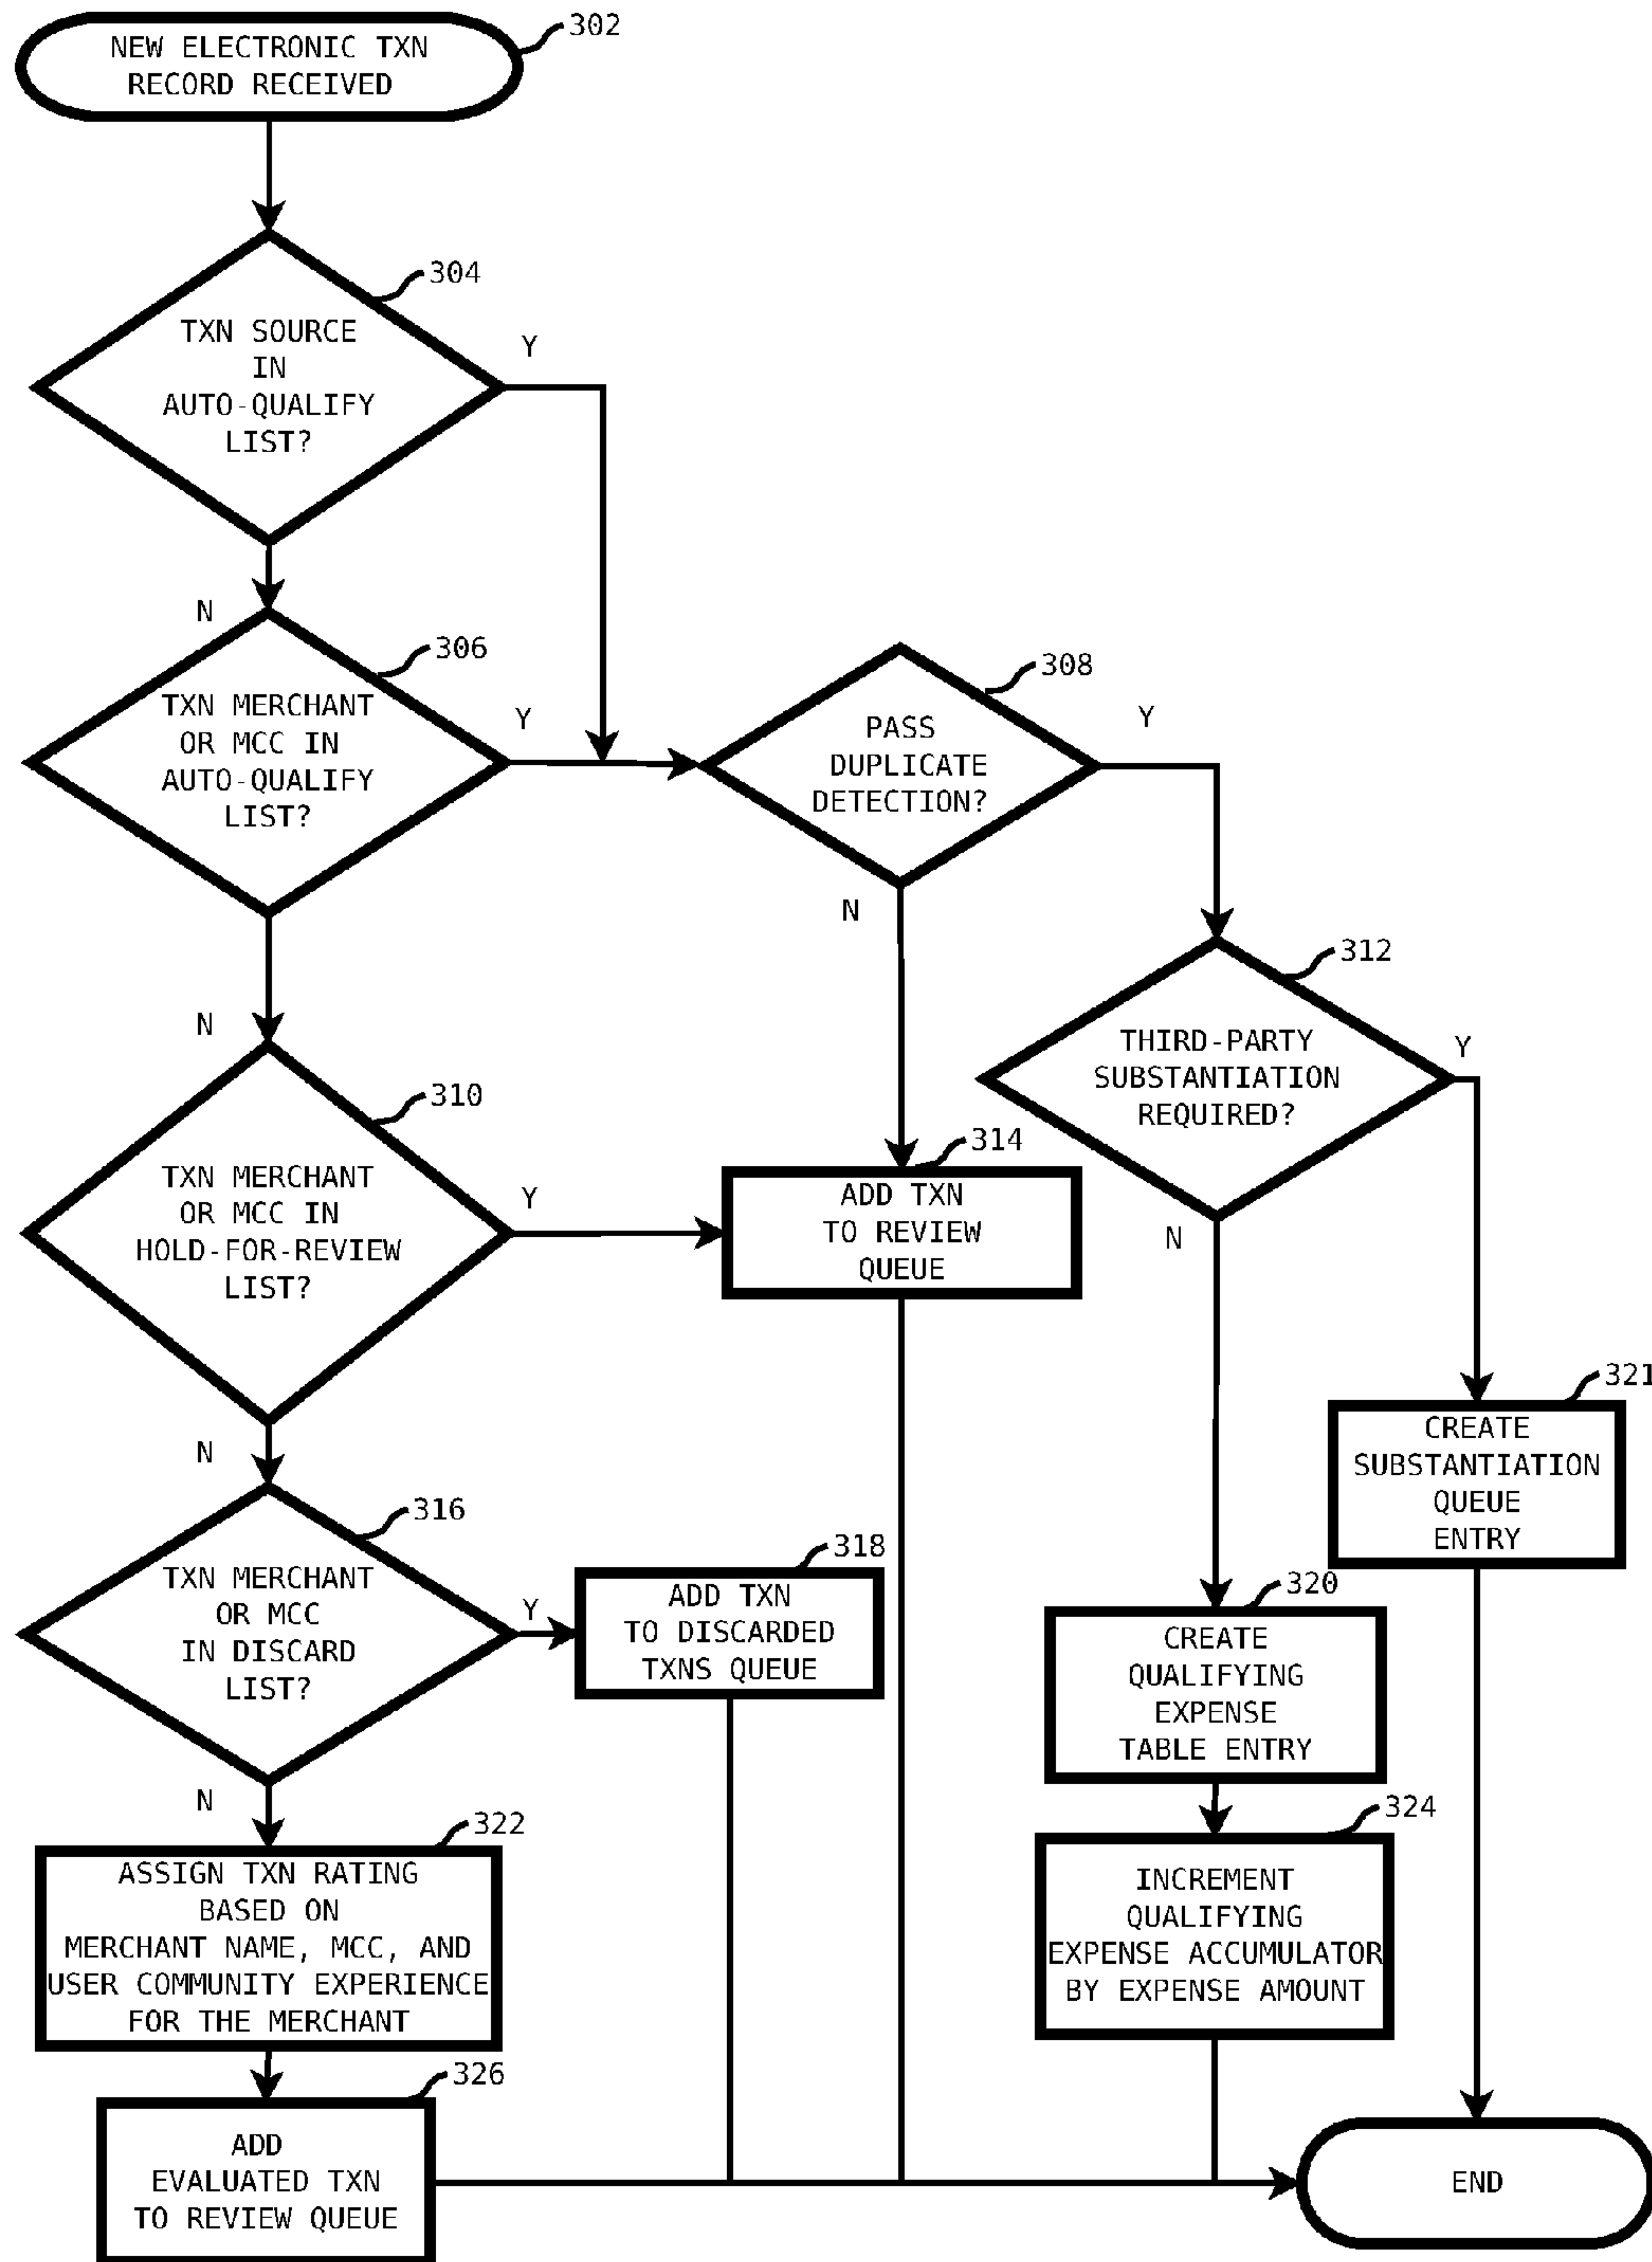 NEW ELECTRONIC TXN
RECORD RECEIVED
302
304
TXN SOURCE
IN
AUTO-QUALIFY
LIST?
Y
N
306
TXN MERCHANT
OR MCC IN
AUTO-QUALIFY
LIST?
Y
308
PASS
DUPLICATE
DETECTION?
Y
N
312
THIRD-PARTY
SUBSTANTIATION
REQUIRED?
Y
N
N
310
TXN MERCHANT
OR MCC IN
HOLD-FOR-REVIEW
LIST?
Y
314
ADD TXN
TO REVIEW
QUEUE
321
CREATE
SUBSTANTIATION
QUEUE
ENTRY
N
316
TXN MERCHANT
OR MCC
IN DISCARD
LIST?
Y
318
ADD TXN
TO DISCARDED
TXNS QUEUE
320
CREATE
QUALIFYING
EXPENSE
TABLE ENTRY
N
322
ASSIGN TXN RATING
BASED ON
MERCHANT NAME, MCC, AND
USER COMMUNITY EXPERIENCE
FOR THE MERCHANT
324
INCREMENT
QUALIFYING
EXPENSE ACCUMULATOR
BY EXPENSE AMOUNT
326
ADD
EVALUATED TXN
TO REVIEW QUEUE
END